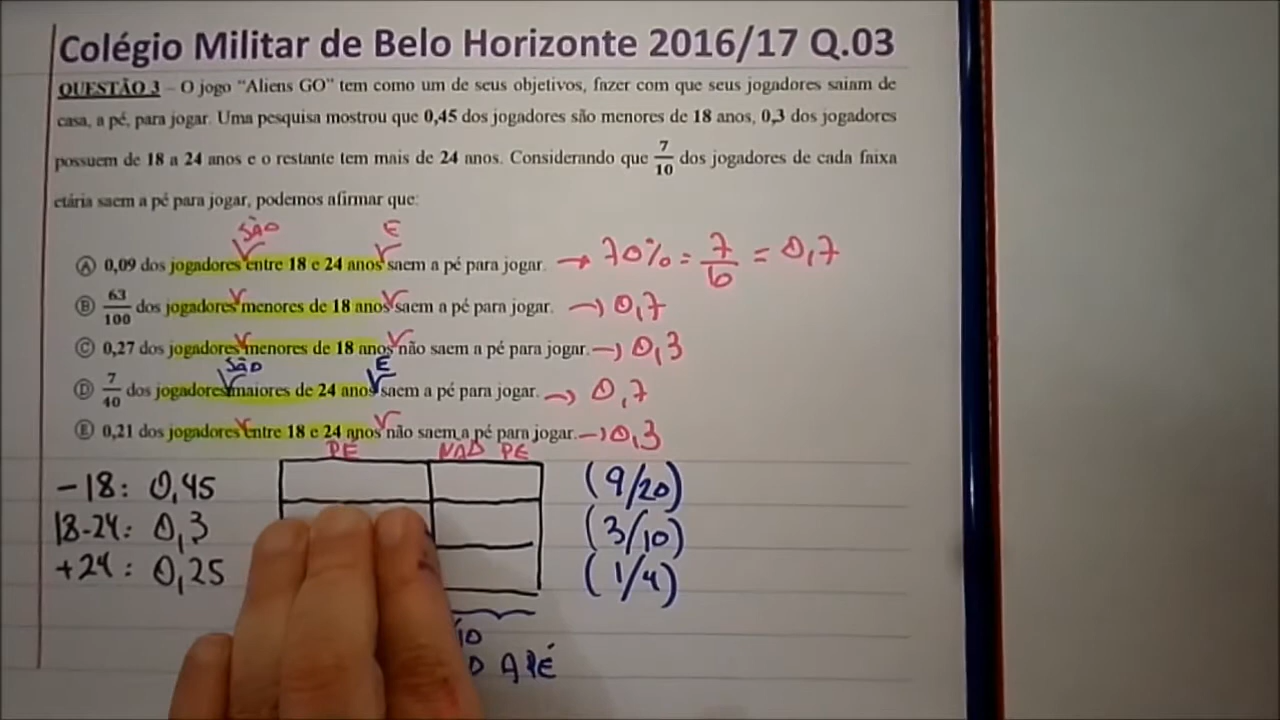 Colégio Militar de Belo Horizonte 2016/17 Q.03
QUESTÃO 3 – O jogo “Aliens GO” tem como um de seus objetivos, fazer com que seus jogadores saiam de
casa, a pé, para jogar. Uma pesquisa mostrou que 0,45 dos jogadores são menores de 18 anos, 0,3 dos jogadores
possuem de 18 a 24 anos e o restante tem mais de 24 anos. Considerando que 7/10 dos jogadores de cada faixa
etária saem a pé para jogar, podemos afirmar que:
SÃO E
A 0,09 dos jogadores entre 18 e 24 anos saem a pé para jogar. → 70% = 7/6 = 0,7
B 63/100 dos jogadores menores de 18 anos saem a pé para jogar. → 0,7
C 0,27 dos jogadores menores de 18 anos não saem a pé para jogar. → 0,3
SÃO E
D 7/40 dos jogadores maiores de 24 anos saem a pé para jogar. → 0,7
E 0,21 dos jogadores entre 18 e 24 anos não saem a pé para jogar. → 0,3
PÉ NÃO PE
-18: 0,45 (9/20)
18-24: 0,3 (3/10)
+24: 0,25 (1/4)
A PÉ